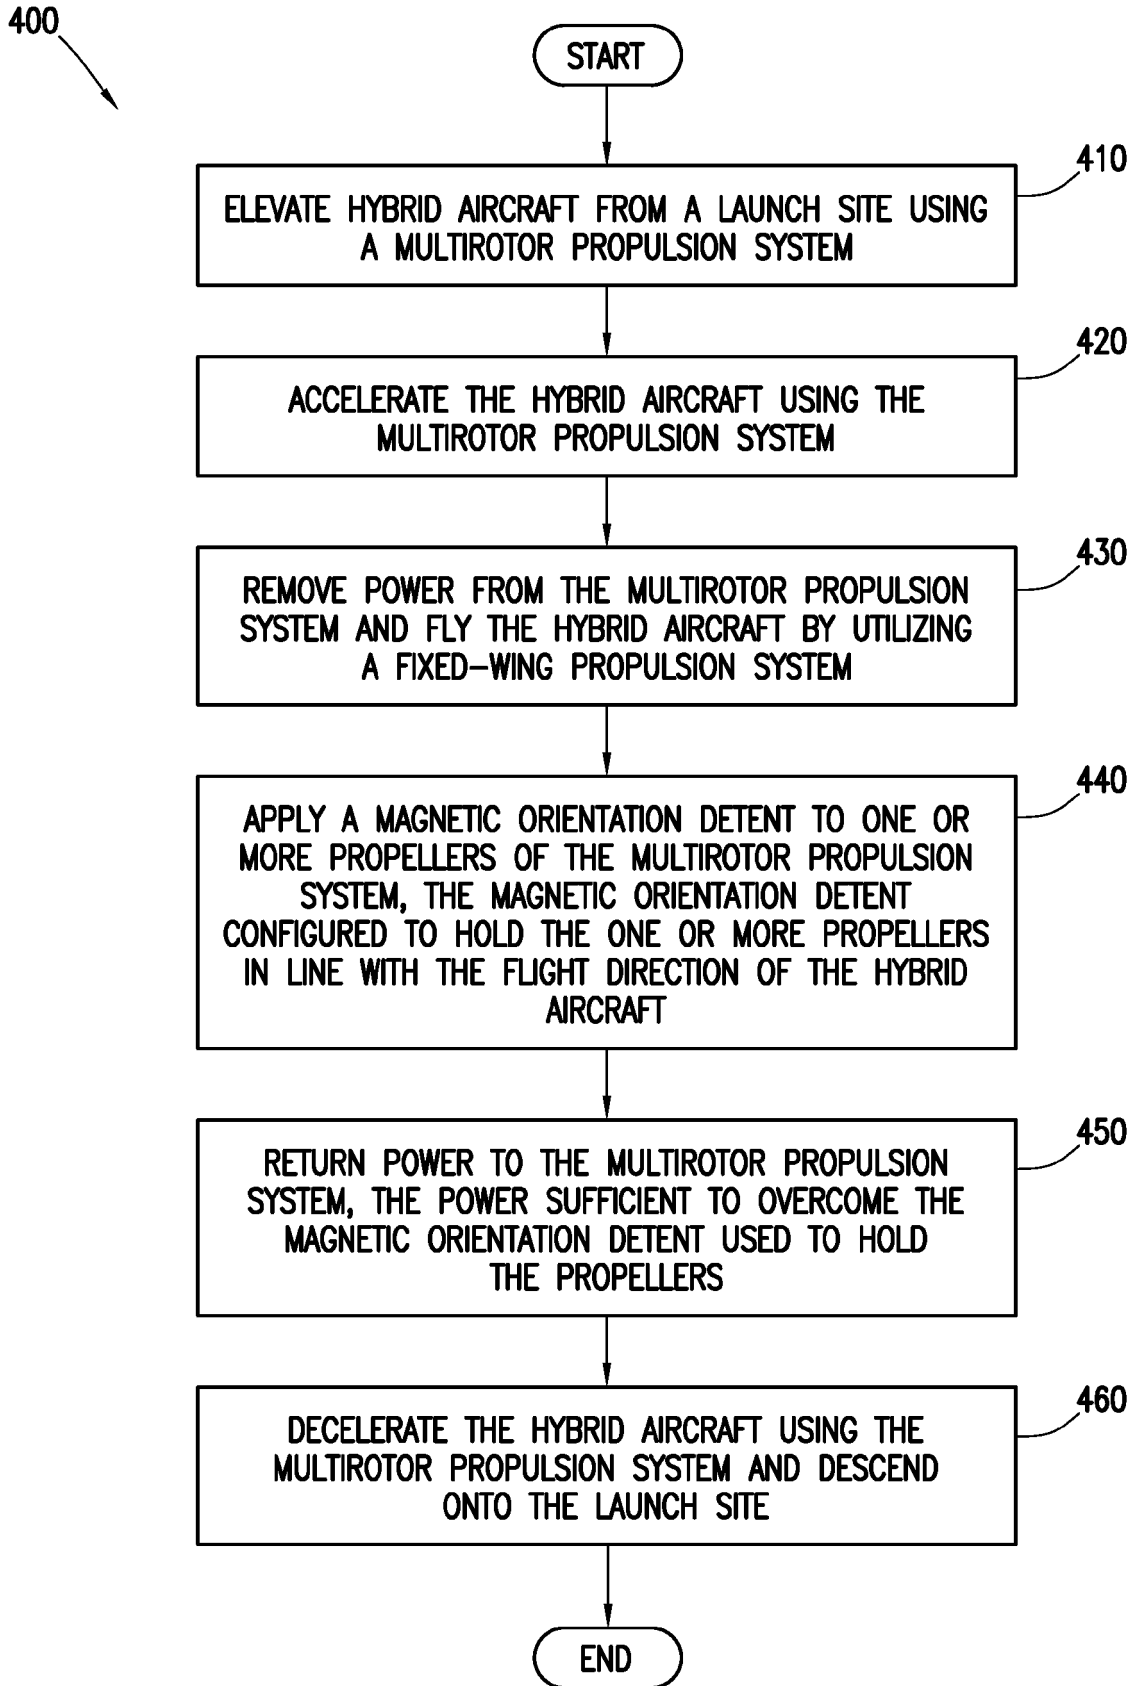 400
START
410
ELEVATE HYBRID AIRCRAFT FROM A LAUNCH SITE USING
A MULTIROTOR PROPULSION SYSTEM
420
ACCELERATE THE HYBRID AIRCRAFT USING THE
MULTIROTOR PROPULSION SYSTEM
430
REMOVE POWER FROM THE MULTIROTOR PROPULSION
SYSTEM AND FLY THE HYBRID AIRCRAFT BY UTILIZING
A FIXED-WING PROPULSION SYSTEM
440
APPLY A MAGNETIC ORIENTATION DETENT TO ONE OR
MORE PROPELLERS OF THE MULTIROTOR PROPULSION
SYSTEM, THE MAGNETIC ORIENTATION DETENT
CONFIGURED TO HOLD THE ONE OR MORE PROPELLERS
IN LINE WITH THE FLIGHT DIRECTION OF THE HYBRID
AIRCRAFT
450
RETURN POWER TO THE MULTIROTOR PROPULSION
SYSTEM, THE POWER SUFFICIENT TO OVERCOME THE
MAGNETIC ORIENTATION DETENT USED TO HOLD
THE PROPELLERS
460
DECELERATE THE HYBRID AIRCRAFT USING THE
MULTIROTOR PROPULSION SYSTEM AND DESCEND
ONTO THE LAUNCH SITE
END